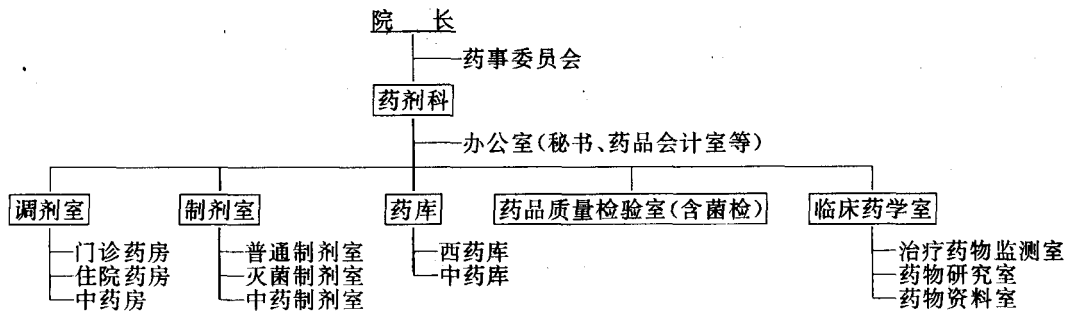 院 长
药事委员会
药剂科
办公室(秘书、药品会计室等)
调剂室 制剂室 药库 药品质量检验室(含菌检) 临床药学室
门诊药房 普通制剂室 西药库 治疗药物监测室
住院药房 灭菌制剂室 中药库 药物研究室
中药房 中药制剂室 药物资料室